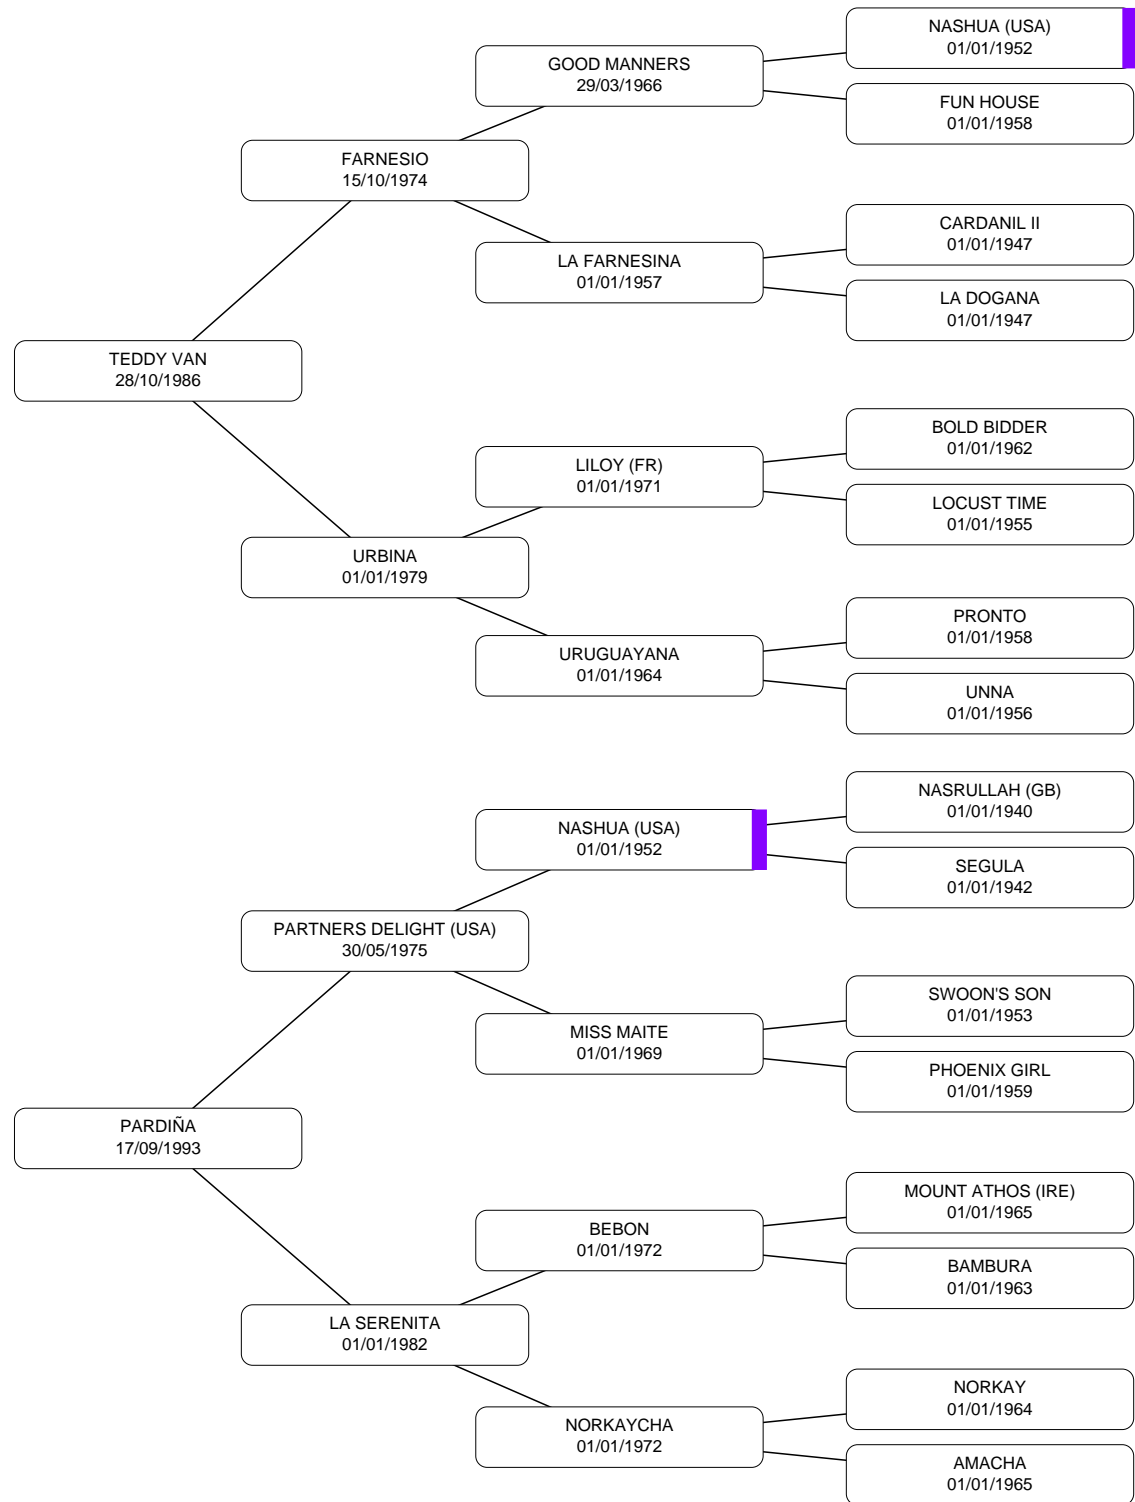 NASHUA (USA)
01/01/1952
GOOD MANNERS
29/03/1966
FUN HOUSE
01/01/1958
FARNESIO
15/10/1974
CARDANIL II
01/01/1947
LA FARNESINA
01/01/1957
LA DOGANA
01/01/1947
TEDDY VAN
28/10/1986
BOLD BIDDER
01/01/1962
LILOY (FR)
01/01/1971
LOCUST TIME
01/01/1955
URBINA
01/01/1979
PRONTO
01/01/1958
URUGUAYANA
01/01/1964
UNNA
01/01/1956
NASRULLAH (GB)
01/01/1940
NASHUA (USA)
01/01/1952
SEGULA
01/01/1942
PARTNERS DELIGHT (USA)
30/05/1975
SWOON'S SON
01/01/1953
MISS MAITE
01/01/1969
PHOENIX GIRL
01/01/1959
PARDIÑA
17/09/1993
MOUNT ATHOS (IRE)
01/01/1965
BEBON
01/01/1972
BAMBURA
01/01/1963
LA SERENITA
01/01/1982
NORKAY
01/01/1964
NORKAYCHA
01/01/1972
AMACHA
01/01/1965